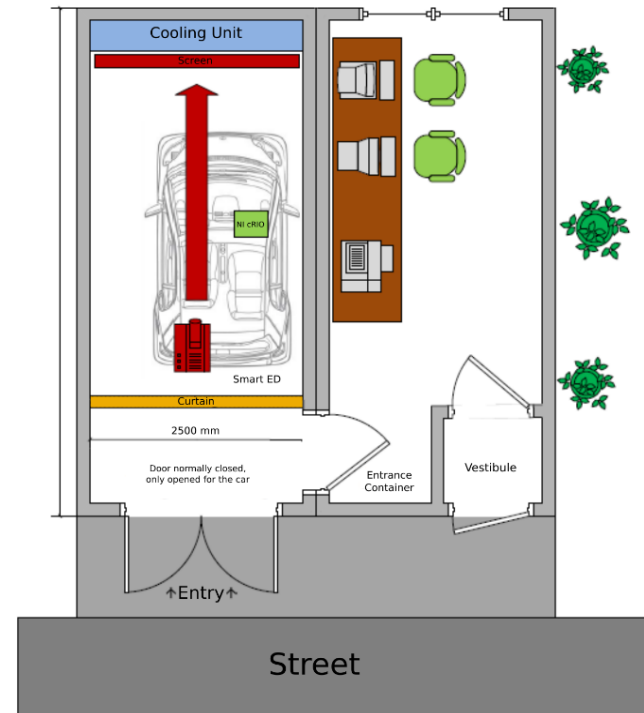 Cooling Unit
Screen
NI cRIO
Smart ED
Curtain
2500 mm
Door normally closed,
only opened for the car
Entrance
Container
Vestibule
Entry
Street